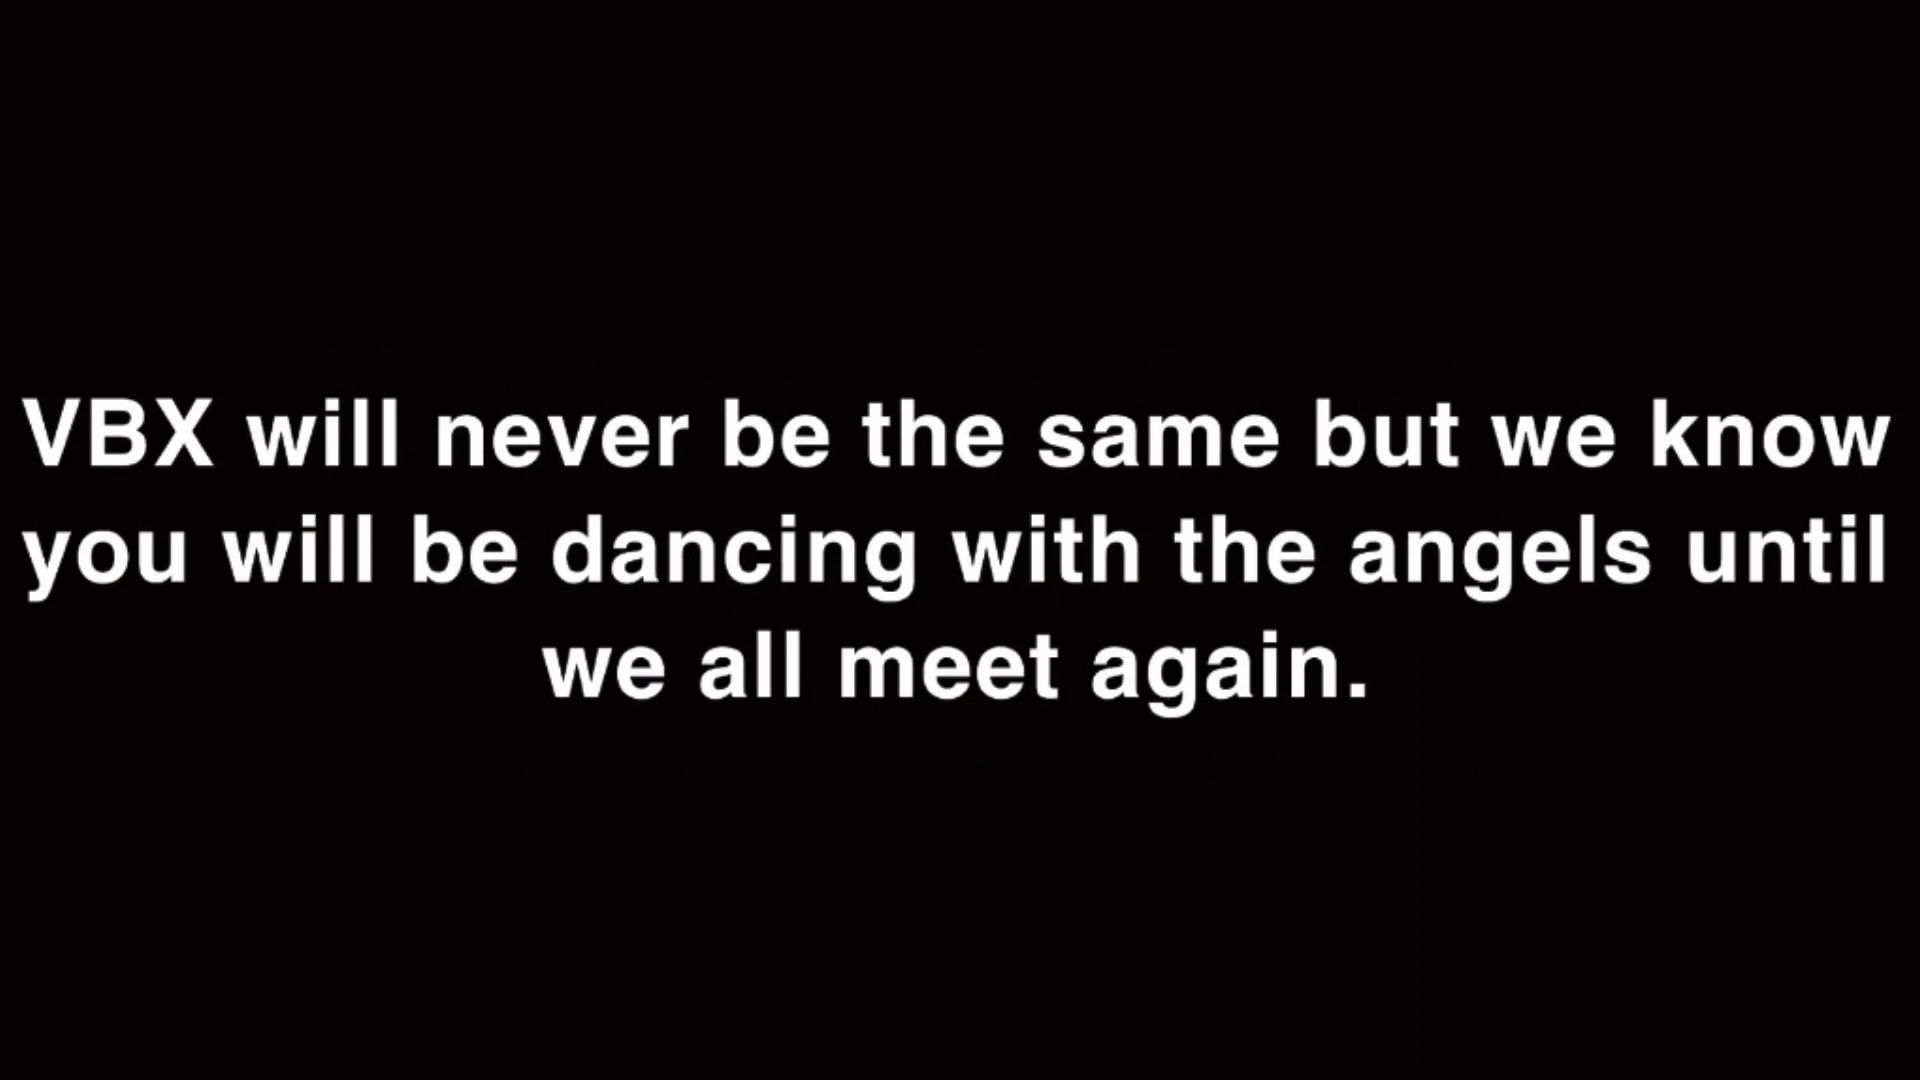 VBX will never be the same but we know
you will be dancing with the angels until
we all meet again.